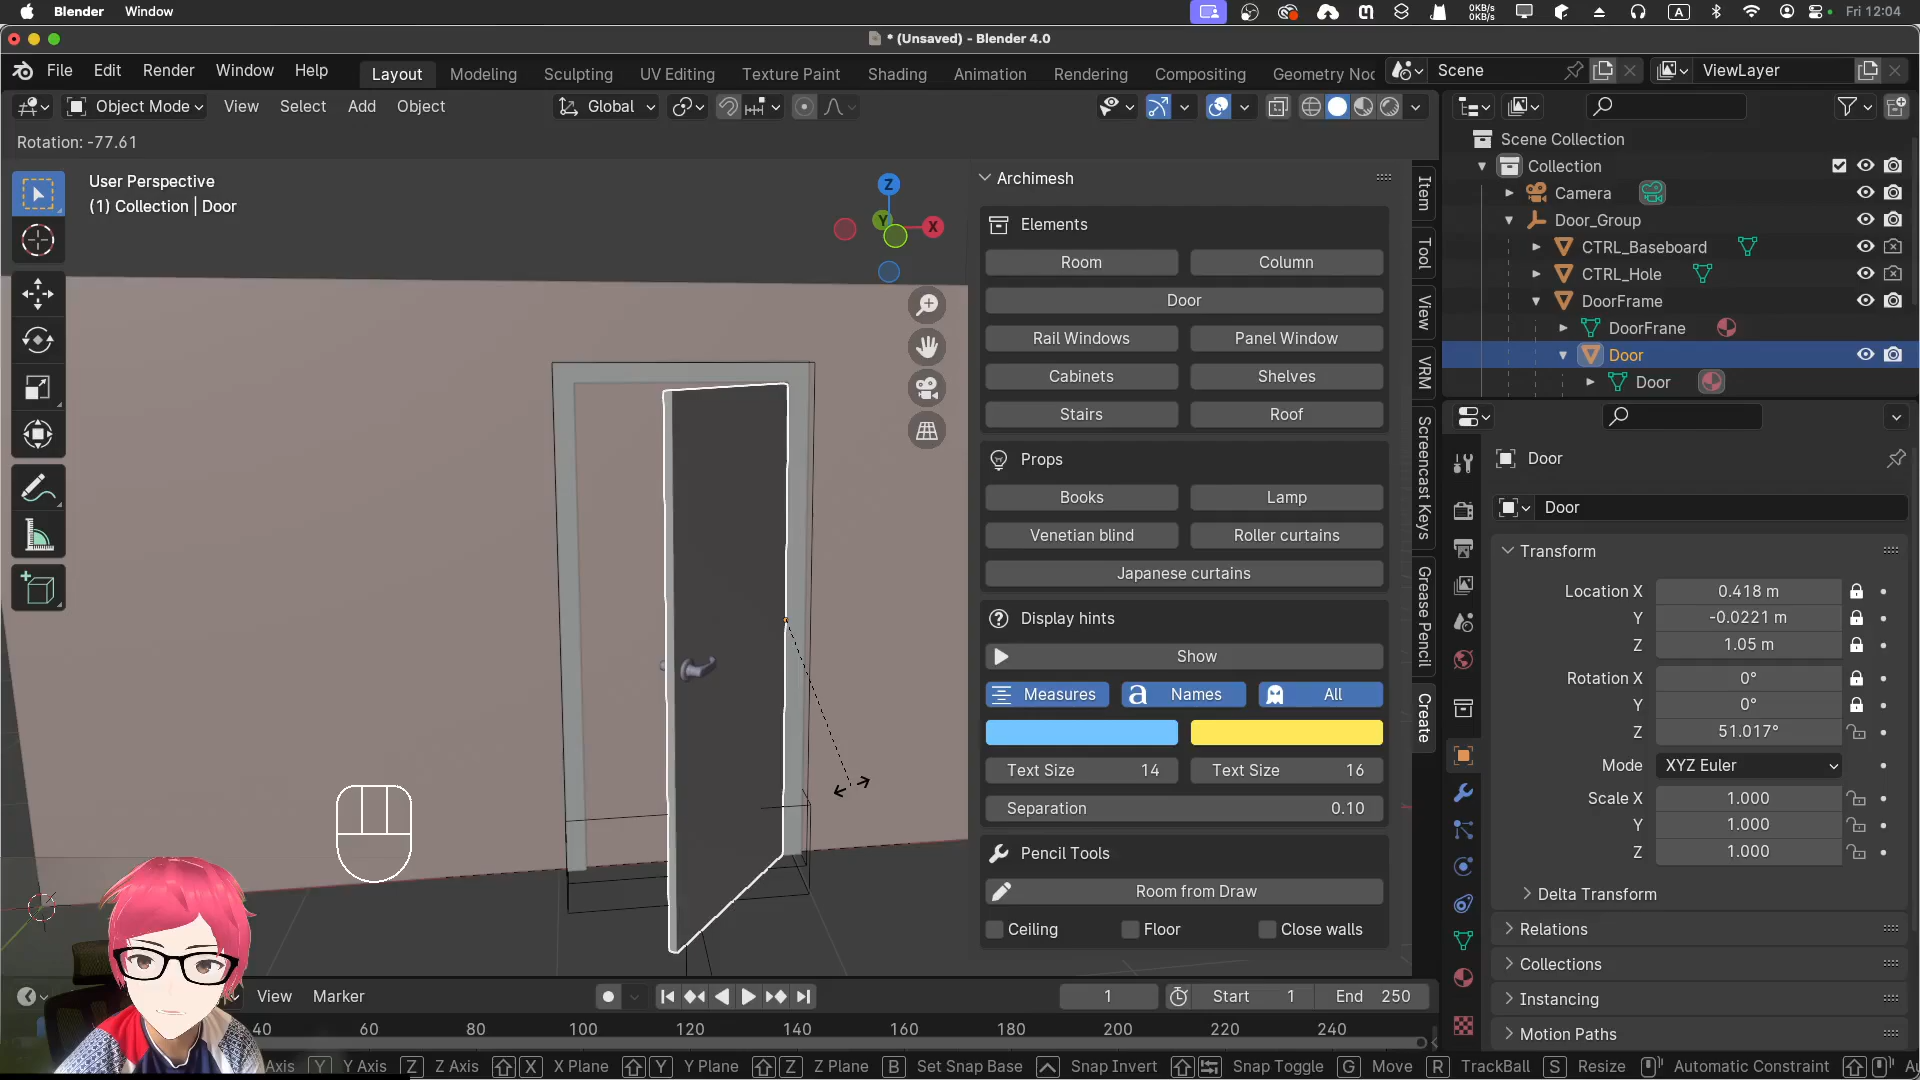 Blender Window 0KB/s 0KB/s A Fri 12:04
* (Unsaved) - Blender 4.0
File Edit Render Window Help Layout Modeling Sculpting UV Editing Texture Paint Shading Animation Rendering Compositing Geometry Noc Scene ViewLayer
Object Mode View Select Add Object Global
Rotation: -77.61
User Perspective
(1) Collection | Door
Z
Y
X
Archimesh
Elements
Room Column
Door
Rail Windows Panel Window
Cabinets Shelves
Stairs Roof
Props
Books Lamp
Venetian blind Roller curtains
Japanese curtains
Display hints
Show
Measures a Names All
Text Size 14 Text Size 16
Separation 0.10
Pencil Tools
Room from Draw
Ceiling Floor Close walls
Item
Tool
View
VRM
Screencast Keys
Grease Pencil
Create
Scene Collection
Collection
Camera
Door_Group
CTRL_Baseboard
CTRL_Hole
DoorFrame
DoorFrane
Door
Door
Door
Door
Transform
Location X 0.418 m
Y -0.0221 m
Z 1.05 m
Rotation X 0°
Y 0°
Z 51.017°
Mode XYZ Euler
Scale X 1.000
Y 1.000
Z 1.000
Delta Transform
Relations
Collections
Instancing
Motion Paths
View Marker 1 Start 1 End 250
40 60 80 100 120 140 160 180 200 220 240
Axis Y Y Axis Z Z Axis X X Plane Y Y Plane Z Z Plane B Set Snap Base Snap Invert Snap Toggle G Move R TrackBall S Resize Automatic Constraint